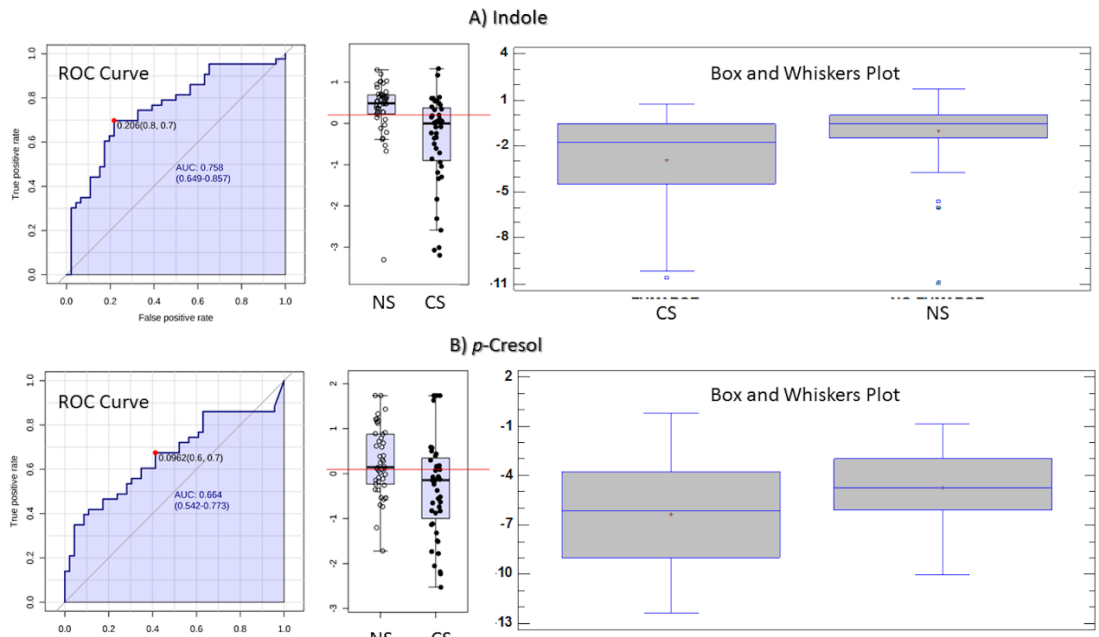 A) Indole
ROC Curve
1.0
0.8
0.6
0.4
0.2
0.0
True positive rate
0.206(0.8, 0.7)
AUC: 0.758
(0.649-0.857)
0.0 0.2 0.4 0.6 0.8 1.0
False positive rate
1
0
-1
-2
-3
NS CS
Box and Whiskers Plot
4
1
-2
-5
-8
-11
CS NS
B) p-Cresol
ROC Curve
1.0
0.8
0.6
0.4
0.2
0.0
True positive rate
0.0962(0.6, 0.7)
AUC: 0.664
(0.542-0.773)
0.0 0.2 0.4 0.6 0.8 1.0
2
1
0
-1
-2
-3
NS CS
Box and Whiskers Plot
2
-1
-4
-7
-10
-13